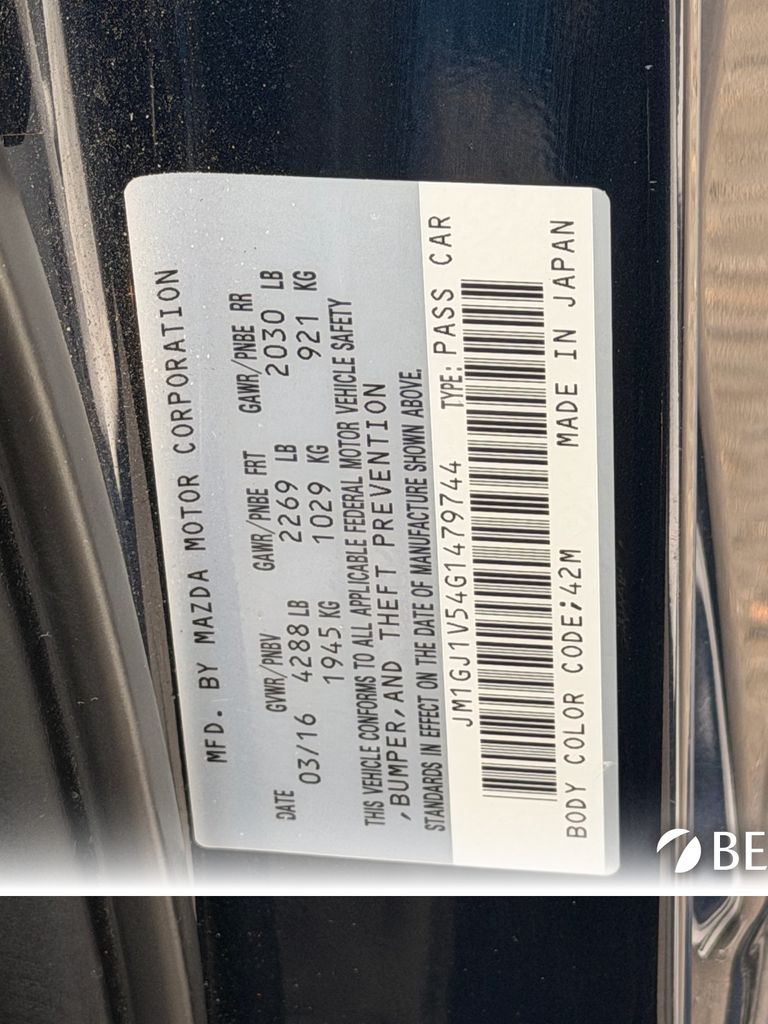 MFD. BY MAZDA MOTOR CORPORATION
DATE GVWR/PNBV GAWR/PNBE FRT GAWR/PNBE RR
03/16 4288 LB 2269 LB 2030 LB
1945 KG 1029 KG 921 KG
THIS VEHICLE CONFORMS TO ALL APPLICABLE FEDERAL MOTOR VEHICLE SAFETY
,BUMPER,AND THEFT PREVENTION
STANDARDS IN EFFECT ON THE DATE OF MANUFACTURE SHOWN ABOVE.
JM1GJ1V54G1479744 TYPE: PASS CAR
BODY COLOR CODE;42M MADE IN JAPAN
BE